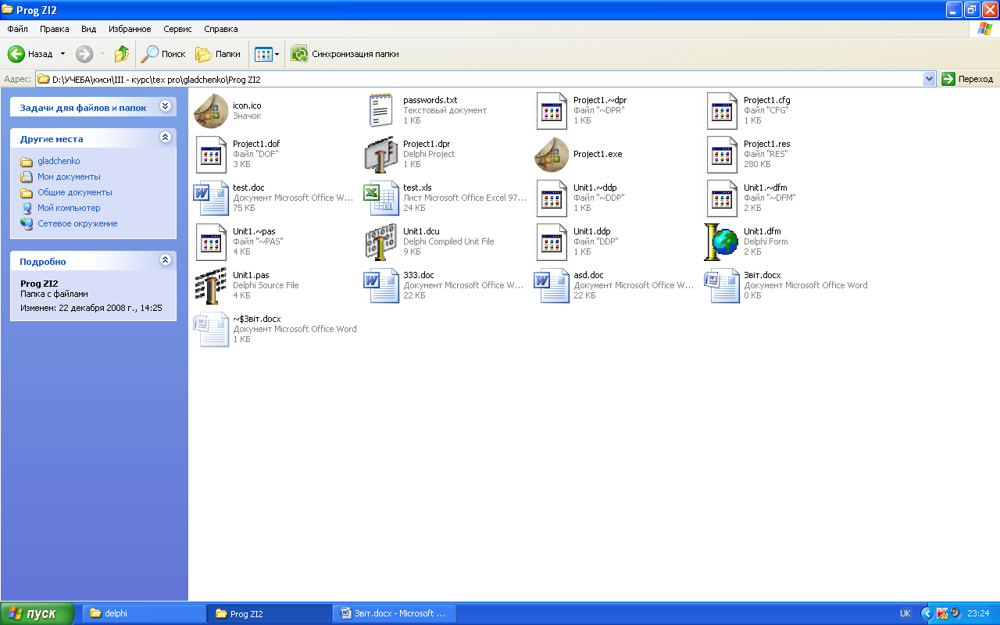 Prog ZI2
Файл Правка Вид Избранное Сервис Справка
Назад Поиск Папки Синхронизация папки
Адрес: D:\УЧЕБА\киси\III - курс\tex pro\gladchenko\Prog ZI2 Переход
Задачи для файлов и папок
Другие места
gladchenko
Мои документы
Общие документы
Мой компьютер
Сетевое окружение
Подробно
Prog ZI2
Папка с файлами
Изменен: 22 декабря 2008 г., 14:25
icon.ico
Значок
passwords.txt
Текстовый документ
1 КБ
Project1.~dpr
Файл "~DPR"
1 КБ
Project1.cfg
Файл "CFG"
1 КБ
Project1.dof
Файл "DOF"
3 КБ
Project1.dpr
Delphi Project
1 КБ
Project1.exe
Project1.res
Файл "RES"
280 КБ
test.doc
Документ Microsoft Office W...
75 КБ
test.xls
Лист Microsoft Office Excel 97...
24 КБ
Unit1.~ddp
Файл "~DDP"
1 КБ
Unit1.~dfm
Файл "~DFM"
2 КБ
Unit1.~pas
Файл "~PAS"
4 КБ
Unit1.dcu
Delphi Compiled Unit File
9 КБ
Unit1.ddp
Файл "DDP"
1 КБ
Unit1.dfm
Delphi Form
2 КБ
Unit1.pas
Delphi Source File
4 КБ
333.doc
Документ Microsoft Office W...
22 КБ
asd.doc
Документ Microsoft Office W...
22 КБ
Звіт.docx
Документ Microsoft Office Word
0 КБ
~$Звіт.docx
Документ Microsoft Office Word
1 КБ
пуск delphi Prog ZI2 Звіт.docx - Microsoft ... UK 23:24